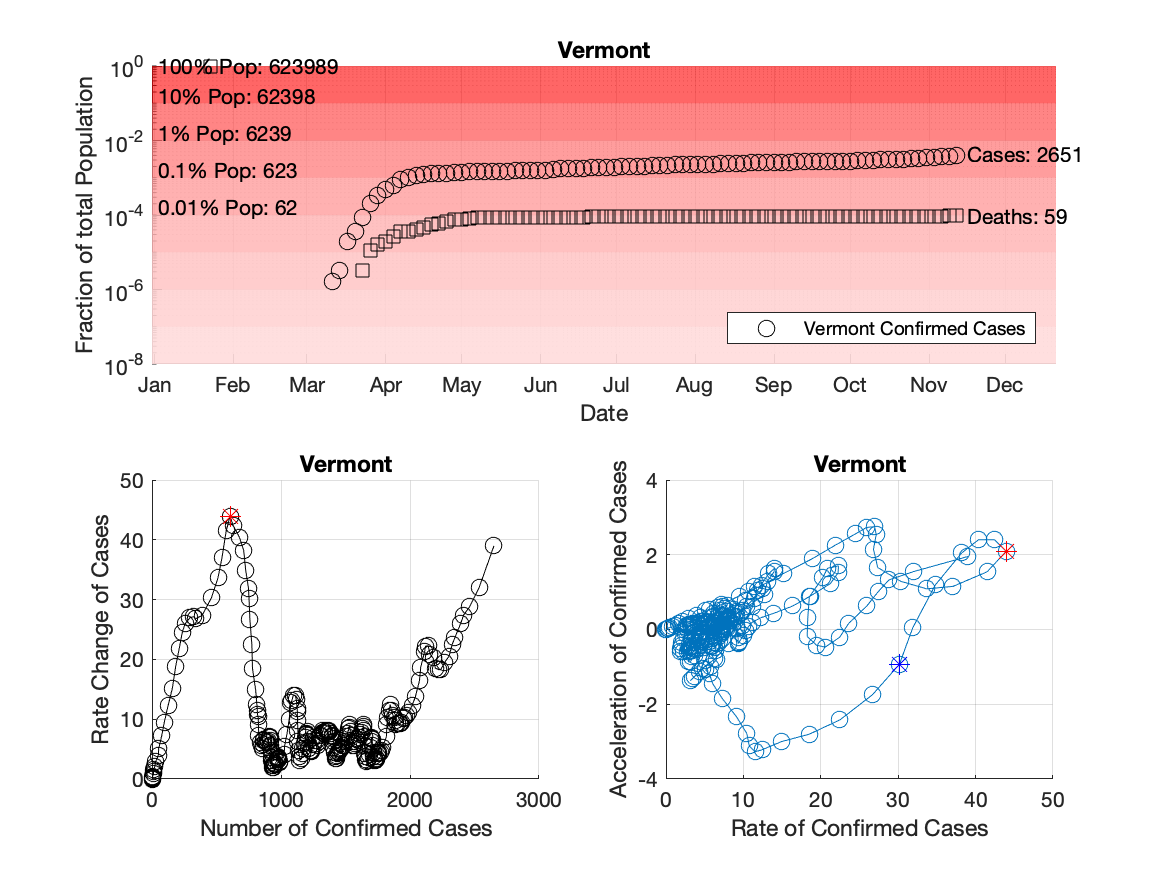 Vermont
10^0
10^-2
10^-4
10^-6
10^-8
Fraction of total Population
100% Pop: 623989
10% Pop: 62398
1% Pop: 6239
0.1% Pop: 623
0.01% Pop: 62
Cases: 2651
Deaths: 59
Vermont Confirmed Cases
Jan Feb Mar Apr May Jun Jul Aug Sep Oct Nov Dec
Date
Vermont
50
40
30
20
10
0
Rate Change of Cases
0 1000 2000 3000
Number of Confirmed Cases
Vermont
4
2
0
-2
-4
Acceleration of Confirmed Cases
0 10 20 30 40 50
Rate of Confirmed Cases